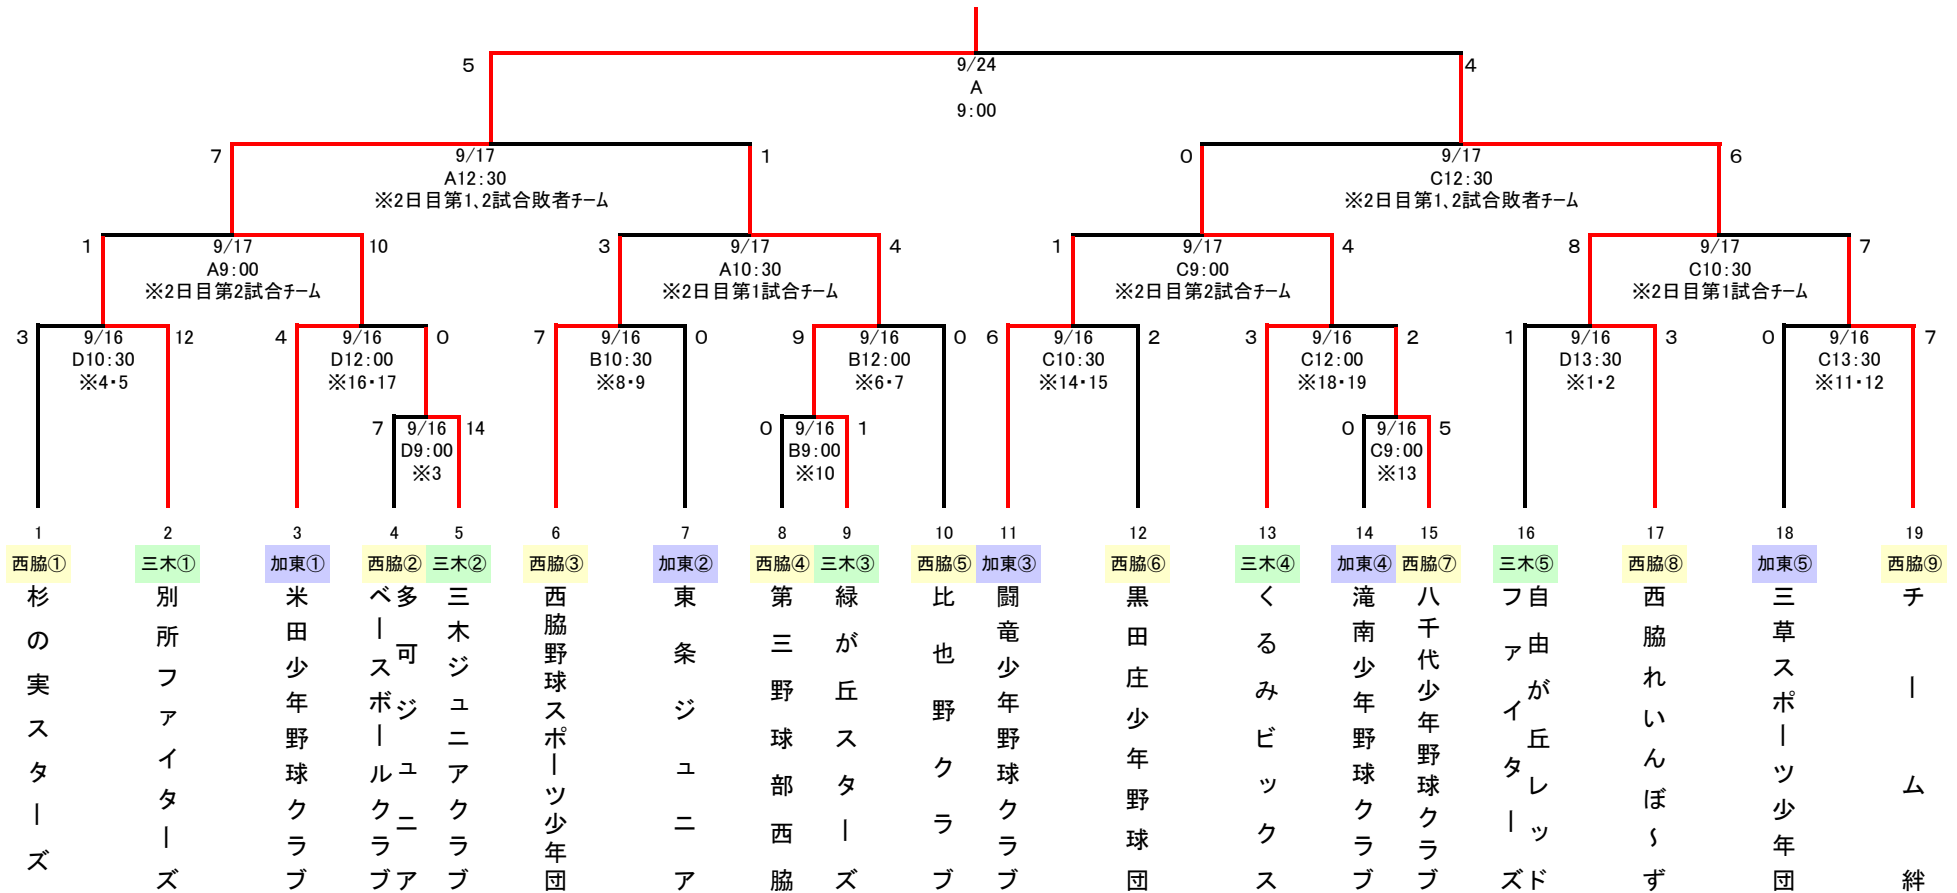 5 9/24 4
A
9:00
7 9/17 1
A12:30
※2日目第1、2試合敗者チーム
0 9/17 6
C12:30
※2日目第1、2試合敗者チーム
1 9/17 10
A9:00
※2日目第2試合チーム
3 9/17 4
A10:30
※2日目第1試合チーム
1 9/17 4
C9:00
※2日目第2試合チーム
8 9/17 7
C10:30
※2日目第1試合チーム
3 9/16 12
D10:30
※4・5
4 9/16 0
D12:00
※16・17
7 9/16 0
B10:30
※8・9
9 9/16 0
B12:00
※6・7
6 9/16 2
C10:30
※14・15
3 9/16 2
C12:00
※18・19
1 9/16 3
D13:30
※1・2
0 9/16 7
C13:30
※11・12
7 9/16 14
D9:00
※3
0 9/16 1
B9:00
※10
0 9/16 5
C9:00
※13
1 2 3 4 5 6 7 8 9 10 11 12 13 14 15 16 17 18 19
西脇① 三木① 加東① 西脇② 三木② 西脇③ 加東② 西脇④ 三木③ 西脇⑤ 加東③ 西脇⑥ 三木④ 加東④ 西脇⑦ 三木⑤ 西脇⑧ 加東⑤ 西脇⑨
杉の実スターズ
別所ファイターズ
米田少年野球クラブ
多可ジュニア
ベースボールクラブ
三木ジュニアクラブ
西脇野球スポーツ少年団
東条ジュニア
第三野球部西脇
緑が丘スターズ
比也野クラブ
闘竜少年野球クラブ
黒田庄少年野球団
くるみビックス
滝南少年野球クラブ
八千代少年野球クラブ
自由が丘レッド
ファイターズ
西脇れいんぼ～ず
三草スポーツ少年団
チーム絆